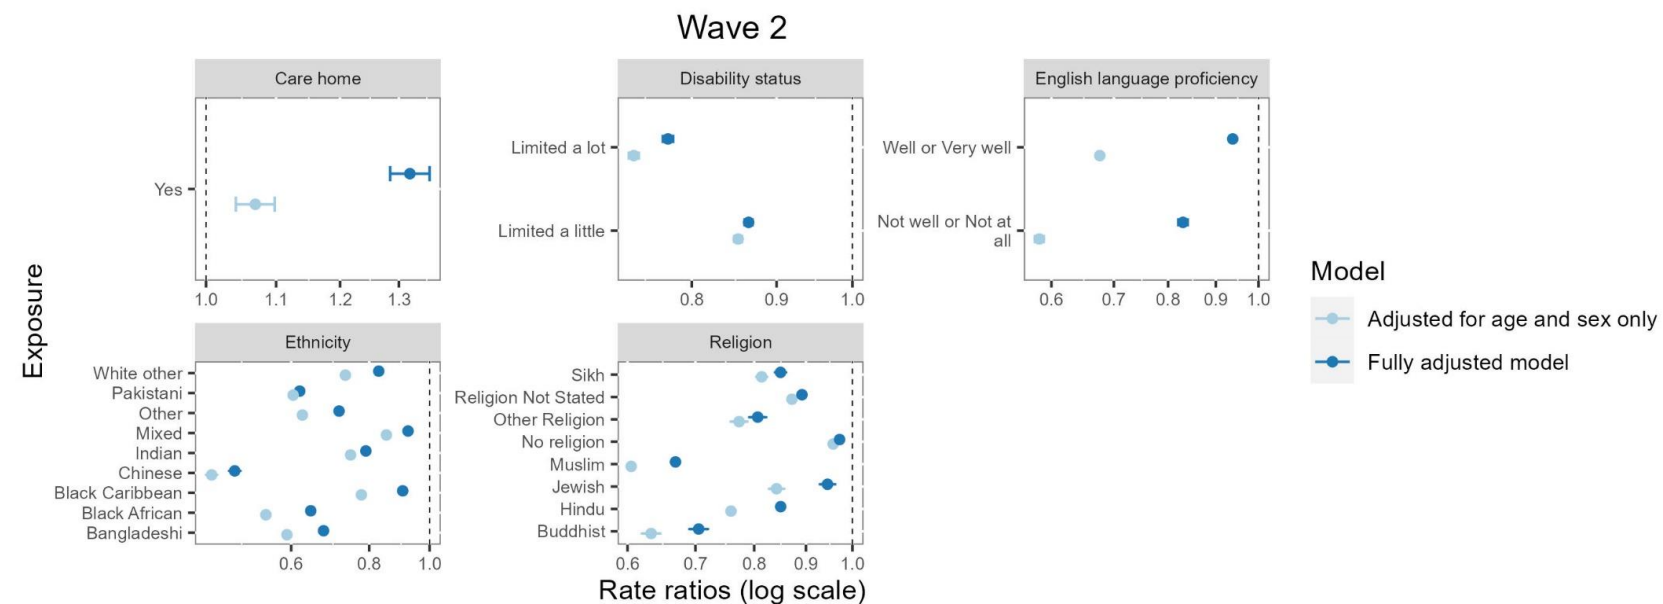 Wave 2
Care home
Disability status
English language proficiency
Yes
Limited a lot
Limited a little
Well or Very well
Not well or Not at
all
1.0 1.1 1.2 1.3
0.8 0.9 1.0
0.6 0.7 0.8 0.9 1.0
Exposure
Ethnicity
Religion
White other
Pakistani
Other
Mixed
Indian
Chinese
Black Caribbean
Black African
Bangladeshi
0.6 0.8 1.0
Sikh
Religion Not Stated
Other Religion
No religion
Muslim
Jewish
Hindu
Buddhist
0.6 0.7 0.8 0.9 1.0
Rate ratios (log scale)
Model
Adjusted for age and sex only
Fully adjusted model